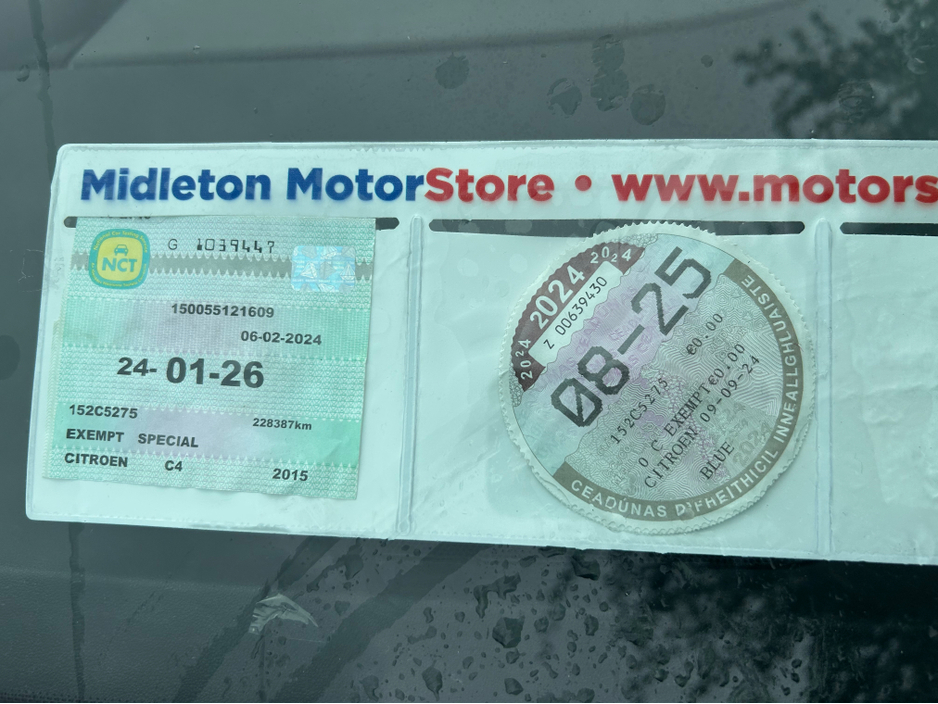 Midleton MotorStore • www.motors
NCT
G 1039447
150055121609
06-02-2024
24-01-26
152C5275
228387km
EXEMPT SPECIAL
CITROEN C4 2015
2024 2024 2024
Z 00639430
08-25
€0.00
152C5275
0 C EXEMPT €0.00
CITROEN 09-09-24
BLUE
CEADÚNAS D'FHEITHICIL INNEALLGHLUAISTE